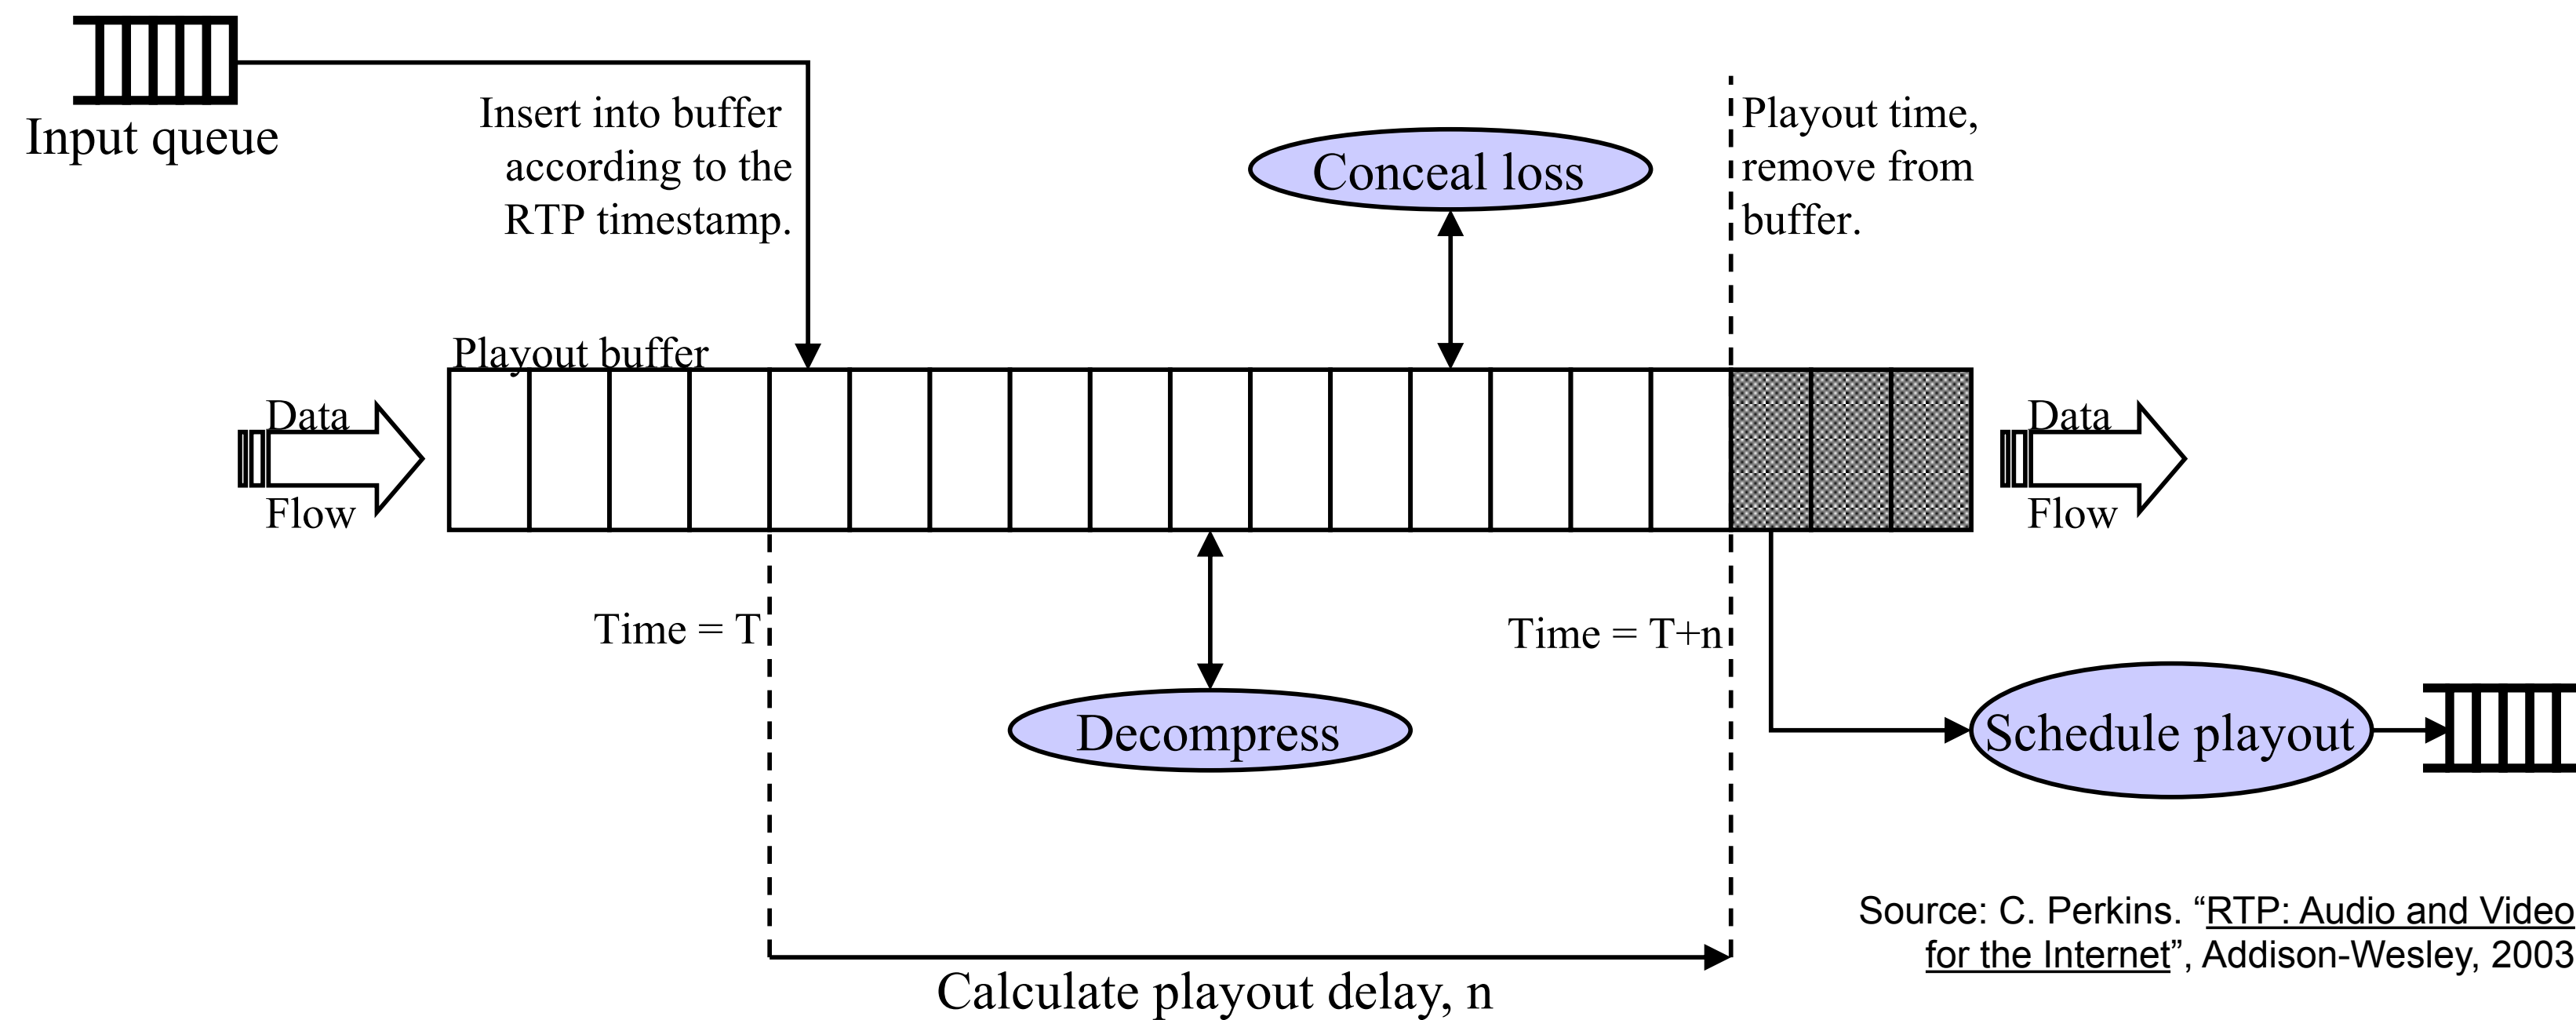 Input queue
Insert into buffer
according to the
RTP timestamp.
Conceal loss
Playout time,
remove from
buffer.
Playout buffer
Data
Flow
Data
Flow
Time = T
Time = T+n
Decompress
Schedule playout
Calculate playout delay, n
Source: C. Perkins. “RTP: Audio and Video
for the Internet”, Addison-Wesley, 2003